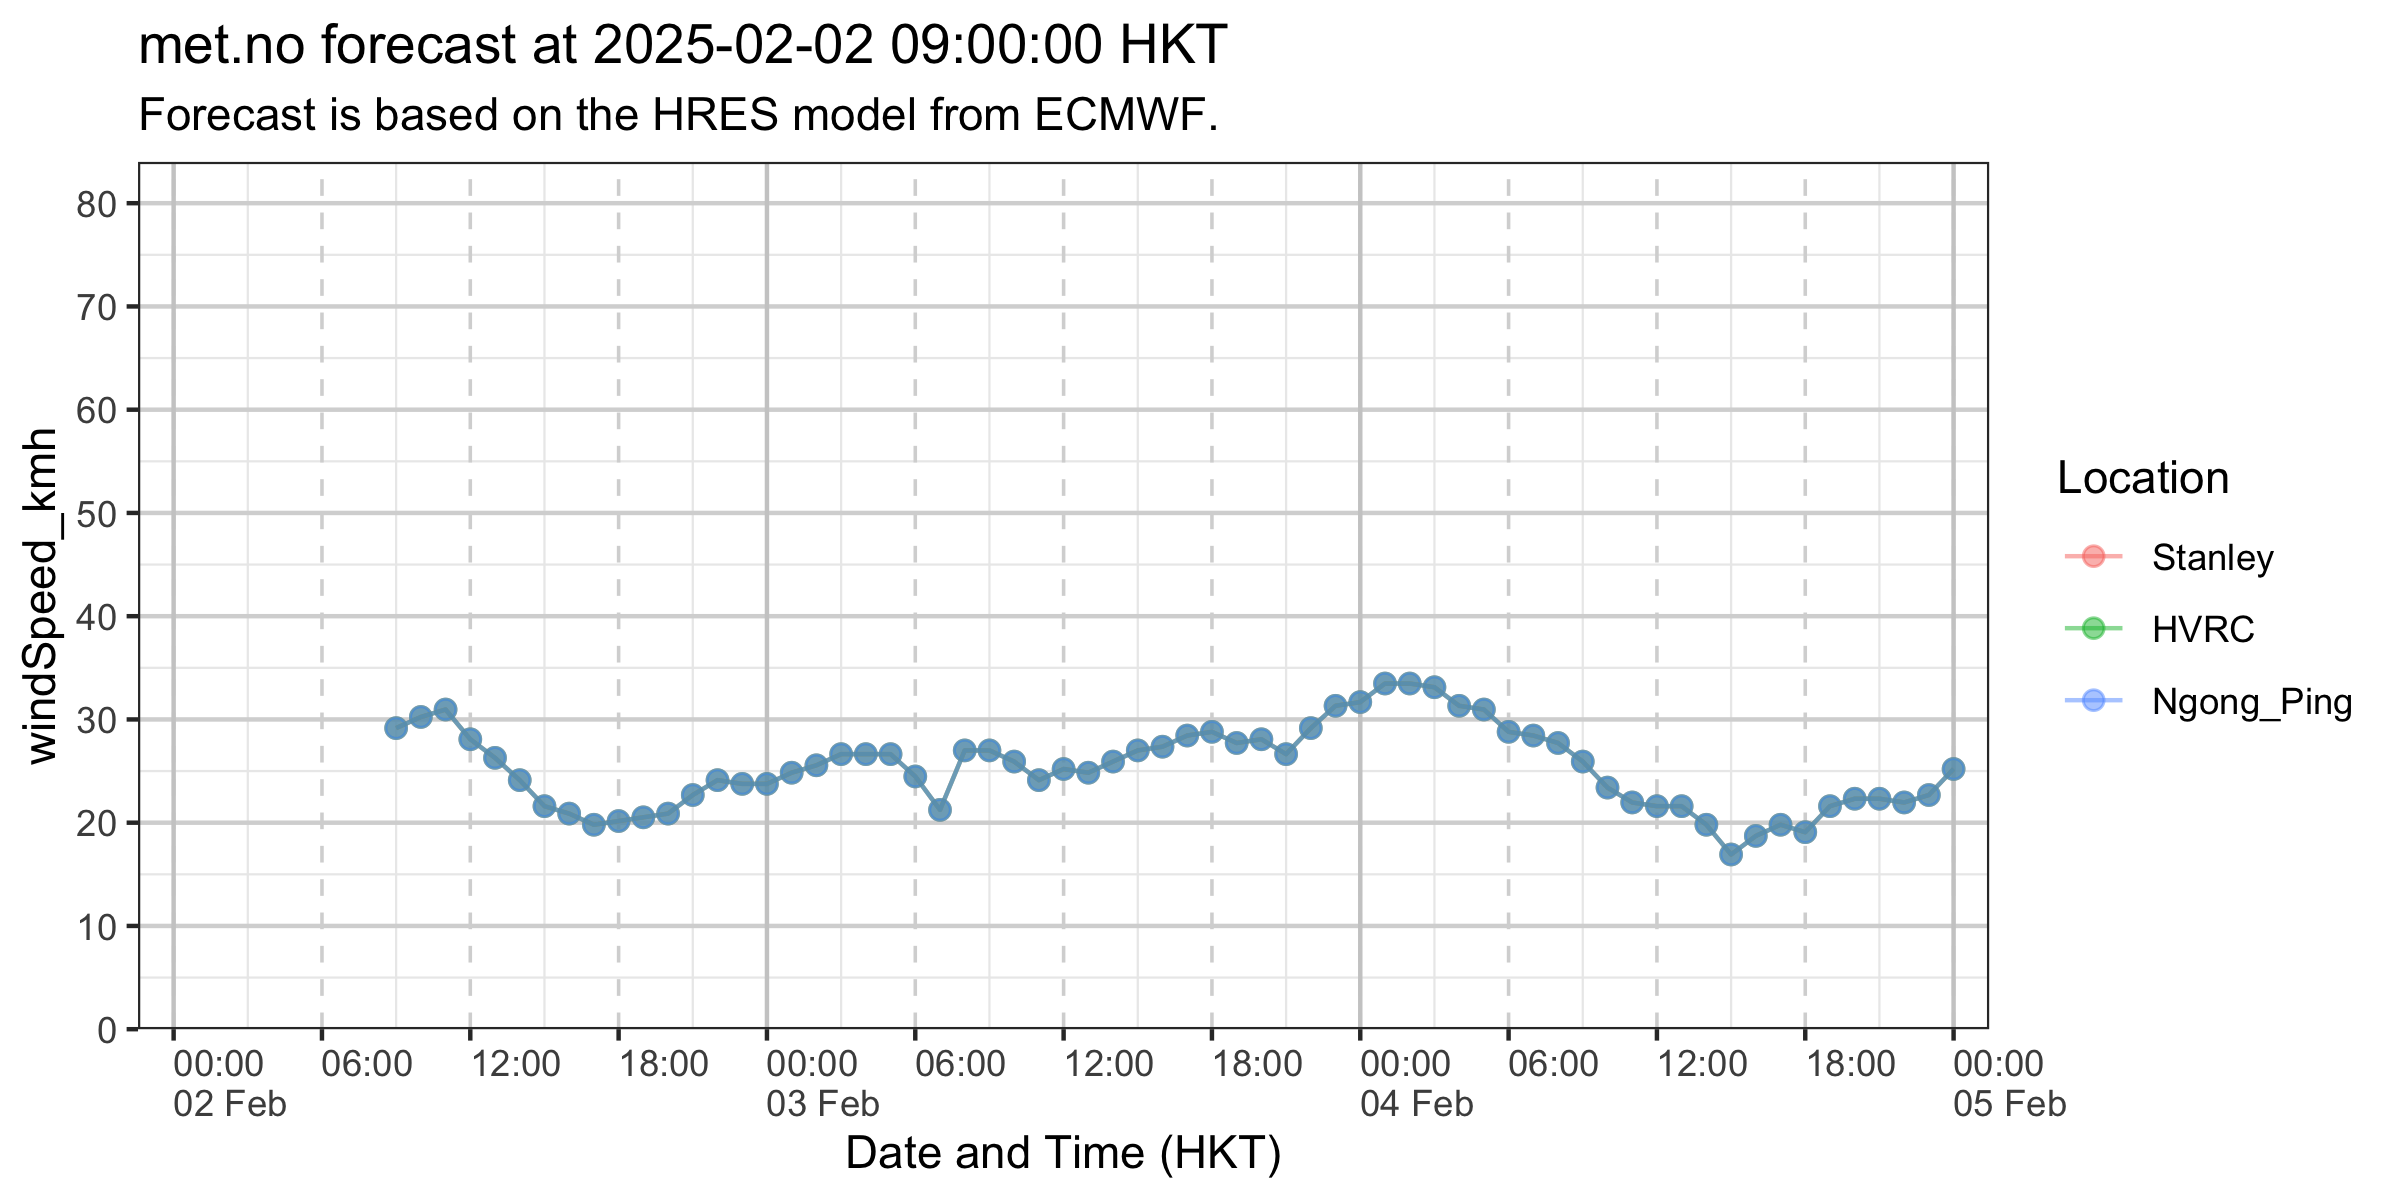 met.no forecast at 2025-02-02 09:00:00 HKT
Forecast is based on the HRES model from ECMWF.
windSpeed_kmh
80
70
60
50
40
30
20
10
0
00:00 06:00 12:00 18:00 00:00 06:00 12:00 18:00 00:00 06:00 12:00 18:00 00:00
02 Feb 03 Feb 04 Feb 05 Feb
Date and Time (HKT)
Location
Stanley
HVRC
Ngong_Ping